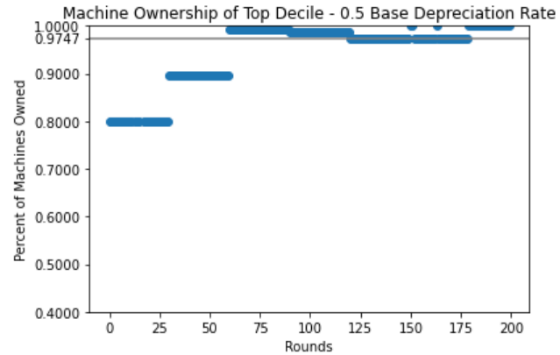 Machine Ownership of Top Decile - 0.5 Base Depreciation Rate
1.0000
0.9747
0.9000
0.8000
0.7000
0.6000
0.5000
0.4000
Percent of Machines Owned
0 25 50 75 100 125 150 175 200
Rounds